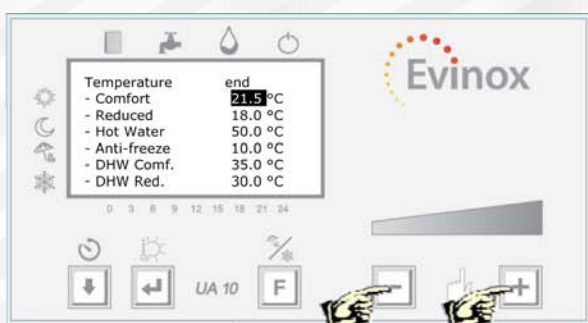 Evinox
Temperature end
- Comfort 21.5 °C
- Reduced 18.0 °C
- Hot Water 50.0 °C
- Anti-freeze 10.0 °C
- DHW Comf. 35.0 °C
- DHW Red. 30.0 °C
0 3 6 9 12 15 18 21 24
UA 10
F
- +